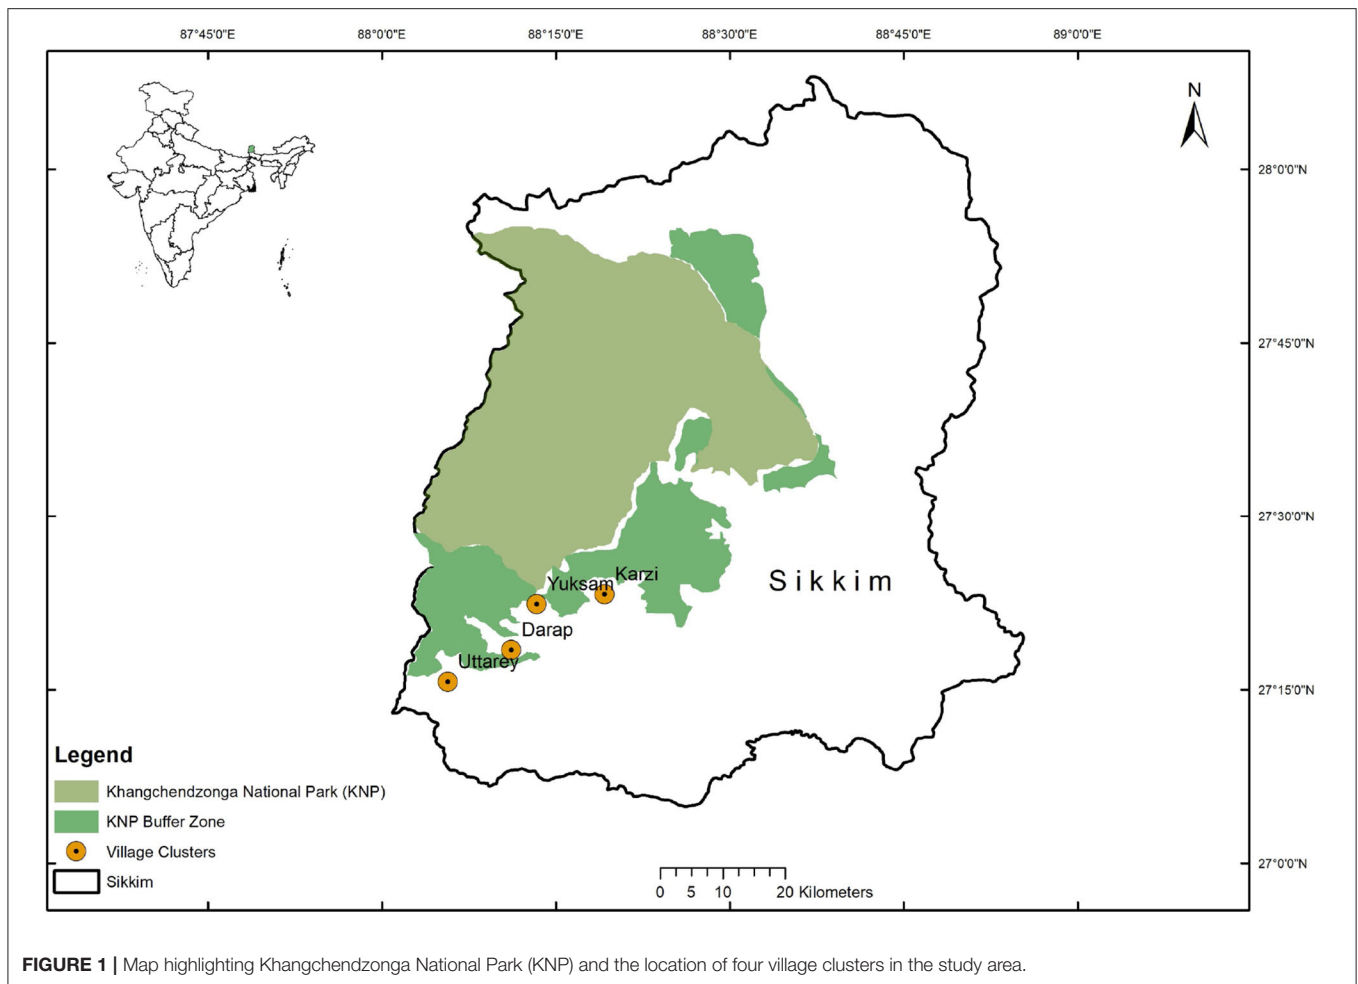 87°45'0"E 88°0'0"E 88°15'0"E 88°30'0"E 88°45'0"E 89°0'0"E
N
28°0'0"N
27°45'0"N
27°30'0"N
Karzi
Yuksam
Sikkim
Darap
Uttarey
27°15'0"N
Legend
Khangchendzonga National Park (KNP)
KNP Buffer Zone
Village Clusters
Sikkim
27°0'0"N
0 5 10 20 Kilometers
FIGURE 1 | Map highlighting Khangchendzonga National Park (KNP) and the location of four village clusters in the study area.